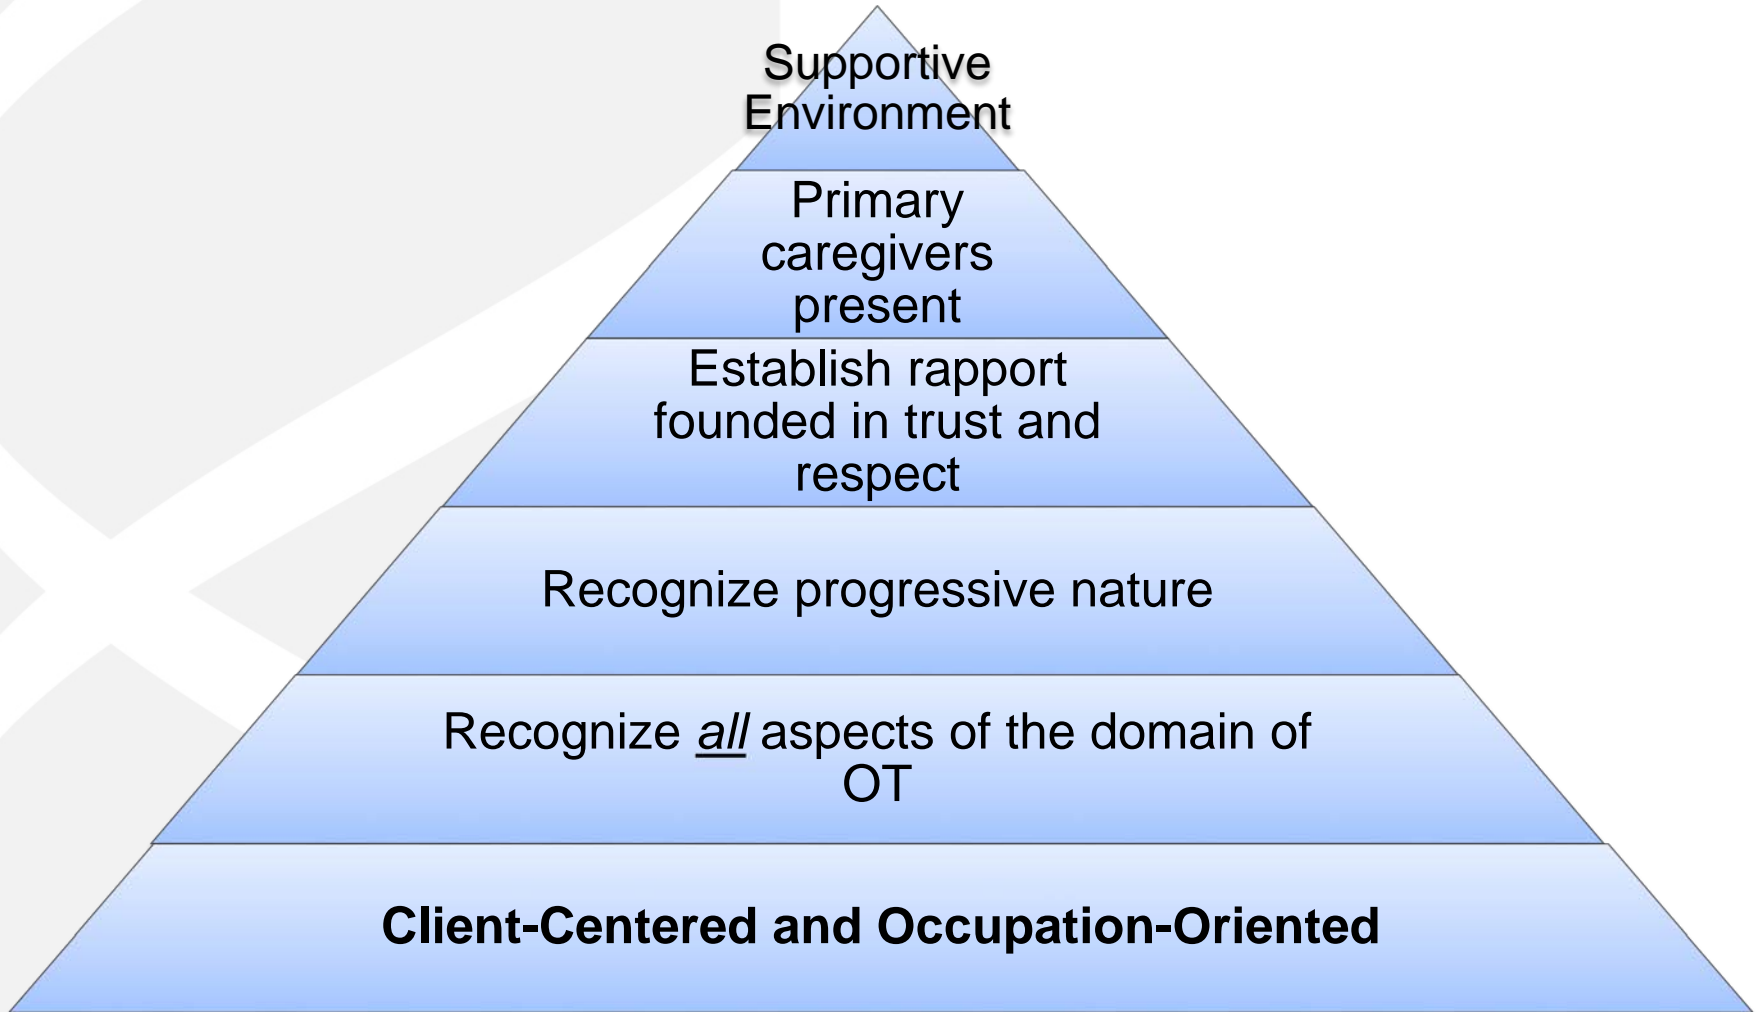 Supportive
Environment
Primary
caregivers
present
Establish rapport
founded in trust and
respect
Recognize progressive nature
Recognize all aspects of the domain of
OT
Client-Centered and Occupation-Oriented